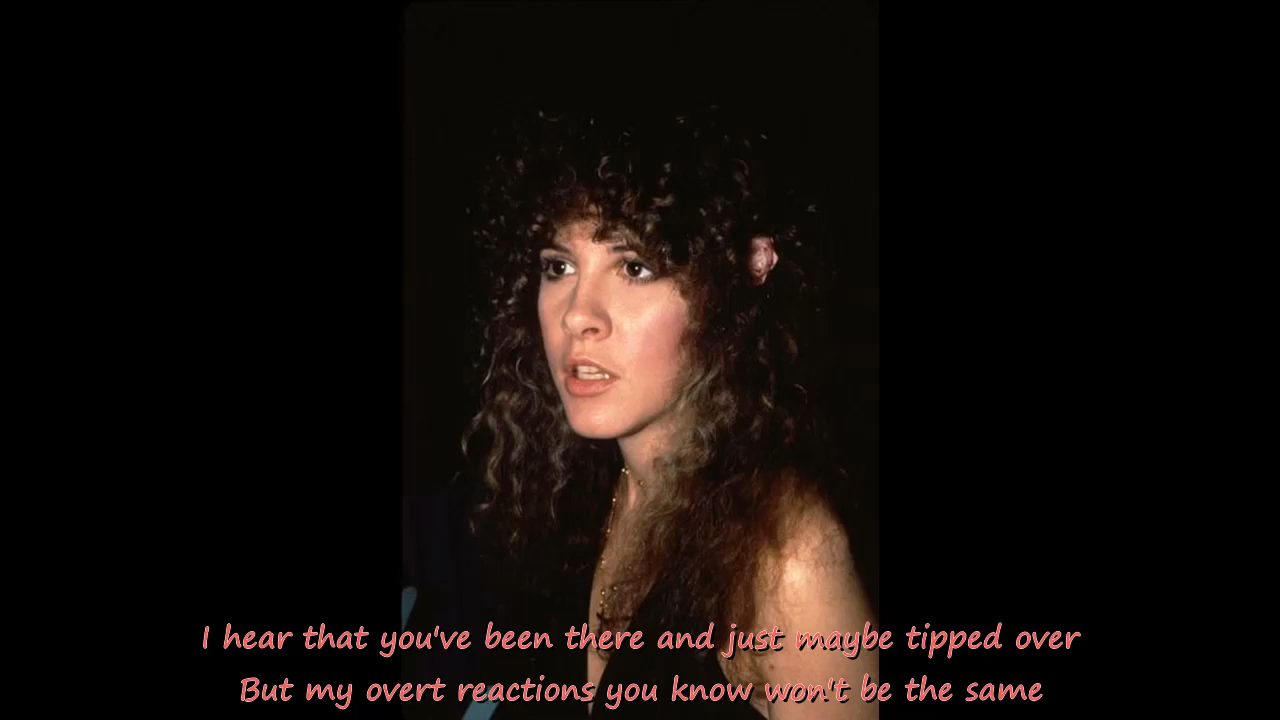 I hear that you've been there and just maybe tipped over
But my overt reactions you know won't be the same